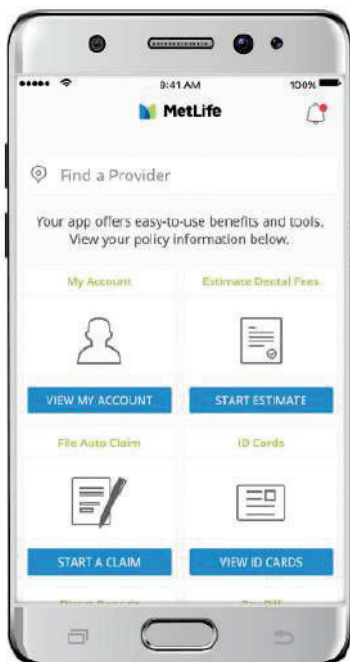 9:41 AM
100%
MetLife
Find a Provider
Your app offers easy-to-use benefits and tools.
View your policy information below.
My Account
Estimate Dental Fees
VIEW MY ACCOUNT
START ESTIMATE
File Auto Claim
ID Cards
START A CLAIM
VIEW ID CARDS